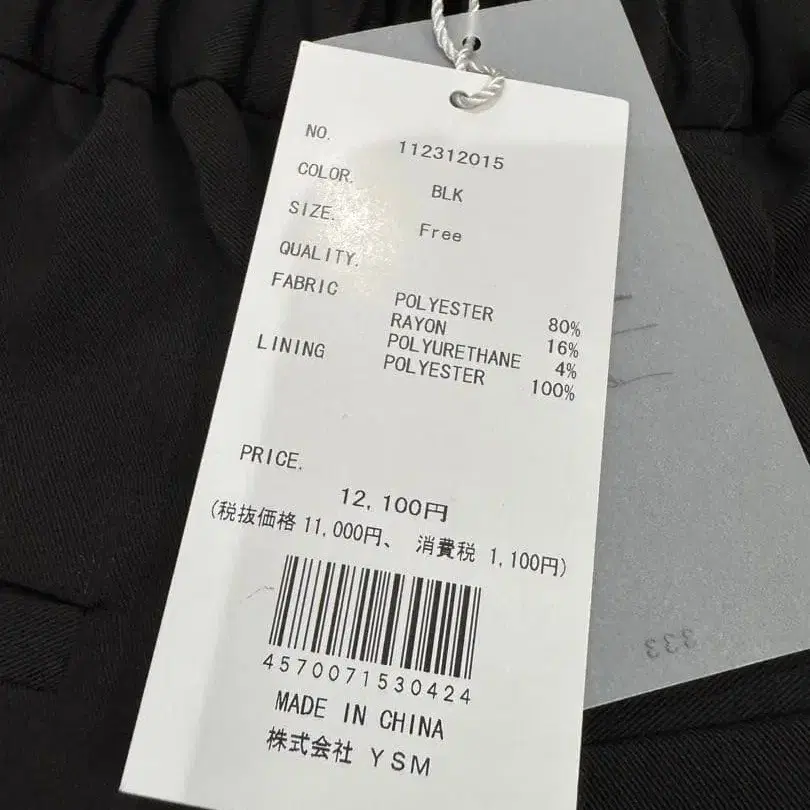 NO. 112312015
COLOR. BLK
SIZE. Free
QUALITY.
FABRIC POLYESTER 80%
RAYON 16%
POLYURETHANE 4%
LINING POLYESTER 100%
PRICE.
12,100円
(税抜価格 11,000円、 消費税 1,100円)
4570071530424
MADE IN CHINA
株式会社 YSM
333